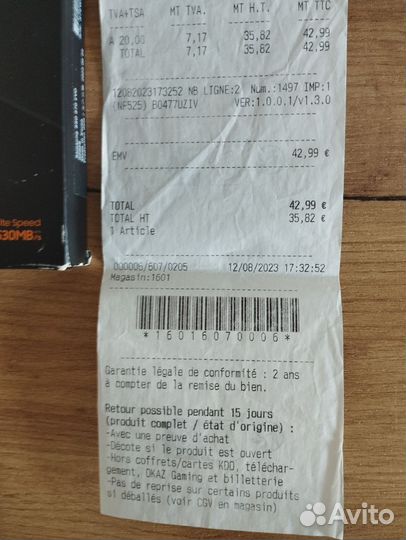 TVA+TSA MT TVA. MT H.T. MT TTC
A 20,00 7,17 35,82 42,99
TOTAL 7,17 35,82 42,99
12082023173252 NB LIGNE:2 Num.:1497 IMP:1
(NF525) B0477UZIV VER:1.0.0.1/v1.3.0
EMV 42,99 €
TOTAL 42,99 €
TOTAL HT 35,82 €
1 Article
000006/607/0205 12/08/2023 17:32:52
Magasin:1601
*16016070006*
Garantie légale de conformité : 2 ans
à compter de la remise du bien.
Retour possible pendant 15 jours
(produit complet / état d'origine) :
-Avec une preuve d'achat
-Décote si le produit est ouvert
-Hors coffrets/cartes KDO, téléchar-
gement, OKAZ Gaming et billetterie
-Pas de reprise sur certains produits
si déballés (voir CGV en magasin)
ite Speed
530MB/s
Avito